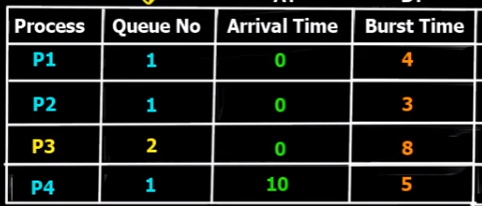 Process Queue No Arrival Time Burst Time
P1 1 0 4
P2 1 0 3
P3 2 0 8
P4 1 10 5